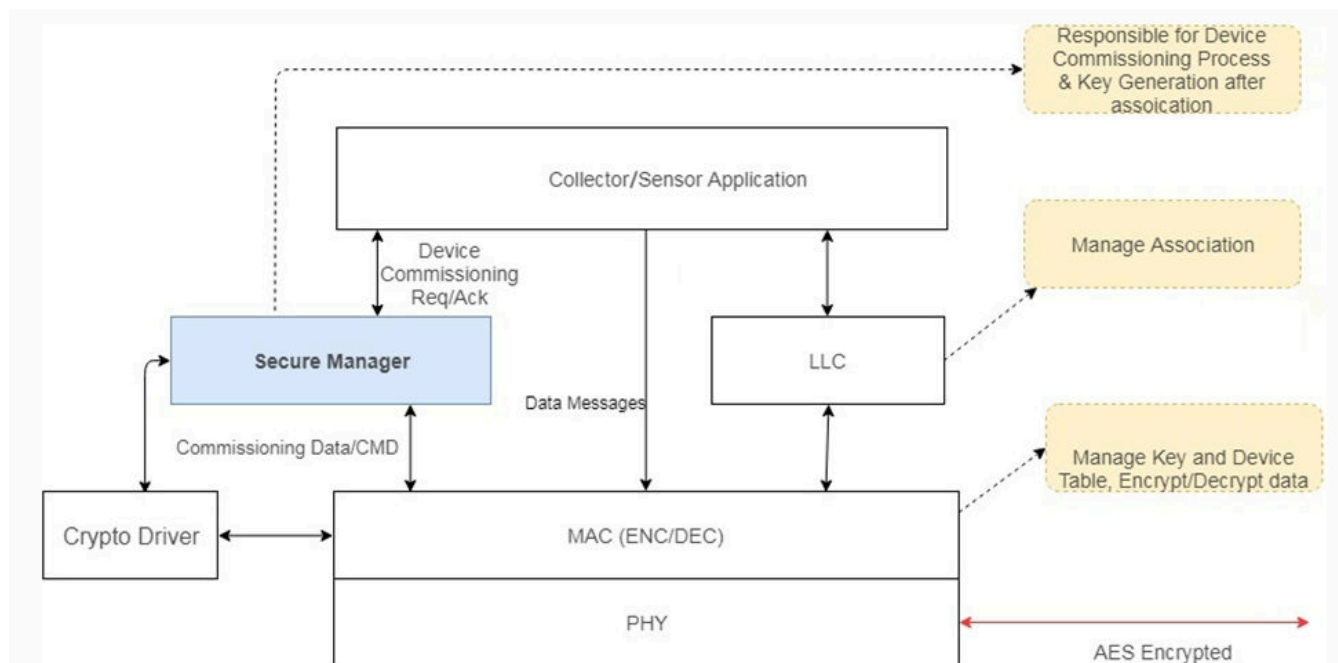 Responsible for Device
Commissioning Process
& Key Generation after
assoication
Collector/Sensor Application
Device
Commissioning
Req/Ack
Manage Association
Secure Manager
LLC
Data Messages
Commissioning Data/CMD
Manage Key and Device
Table, Encrypt/Decrypt data
Crypto Driver
MAC (ENC/DEC)
PHY
AES Encrypted